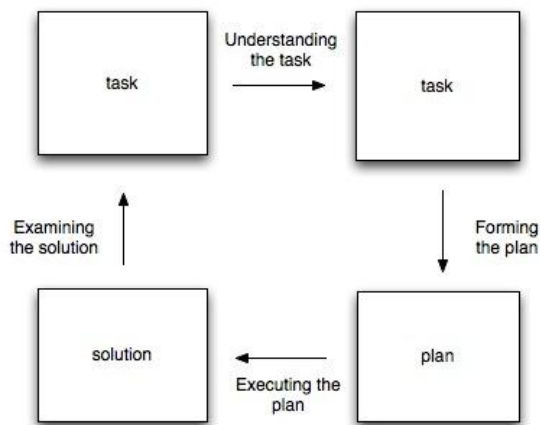 Understanding
the task
task
task
Examining
the solution
Forming
the plan
solution
plan
Executing the
plan